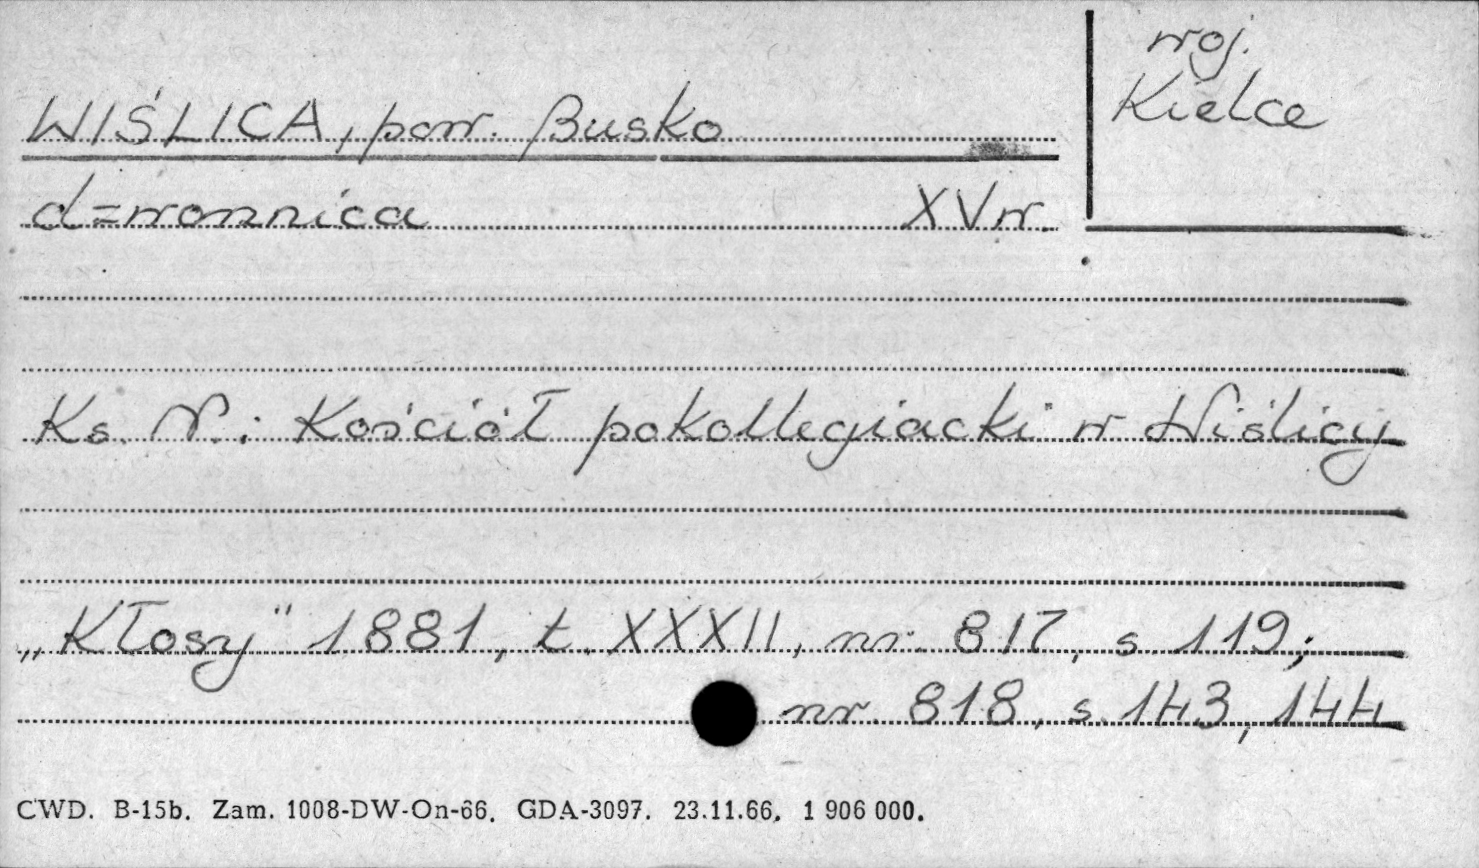 woj.
Kielce
WIŚLICA, pow. Busko
dzwonnica XV w.
Ks. N.: Kościół pokollegiacki w Wiślicy
„Kłosy" 1881, t. XXXII, nr. 817, s. 119;
nr. 818, s. 143, 144
CWD. B-15b. Zam. 1008-DW-On-66. GDA-3097. 23.11.66. 1 906 000.